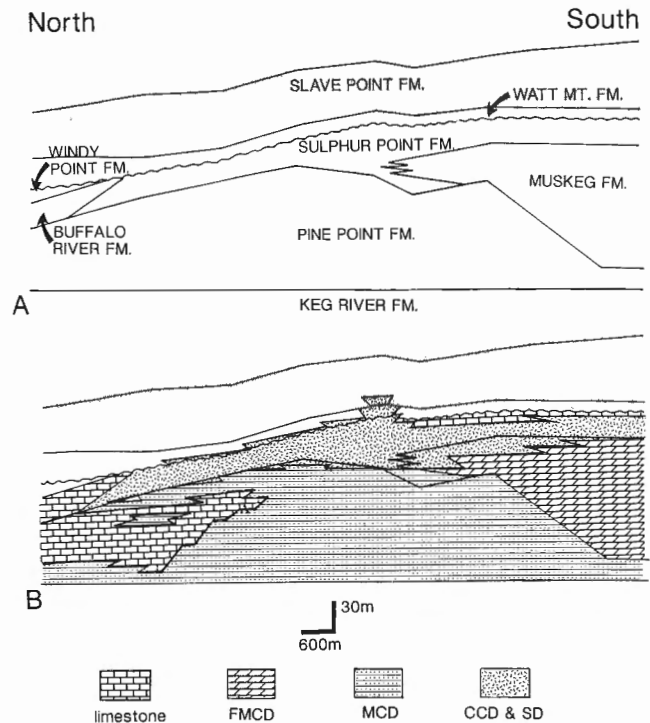 North
South
SLAVE POINT FM.
WATT MT. FM.
SULPHUR POINT FM.
WINDY
POINT FM.
MUSKEG FM.
BUFFALO
RIVER FM.
PINE POINT FM.
A
KEG RIVER FM.
B
30m
600m
limestone
FMCD
MCD
CCD & SD